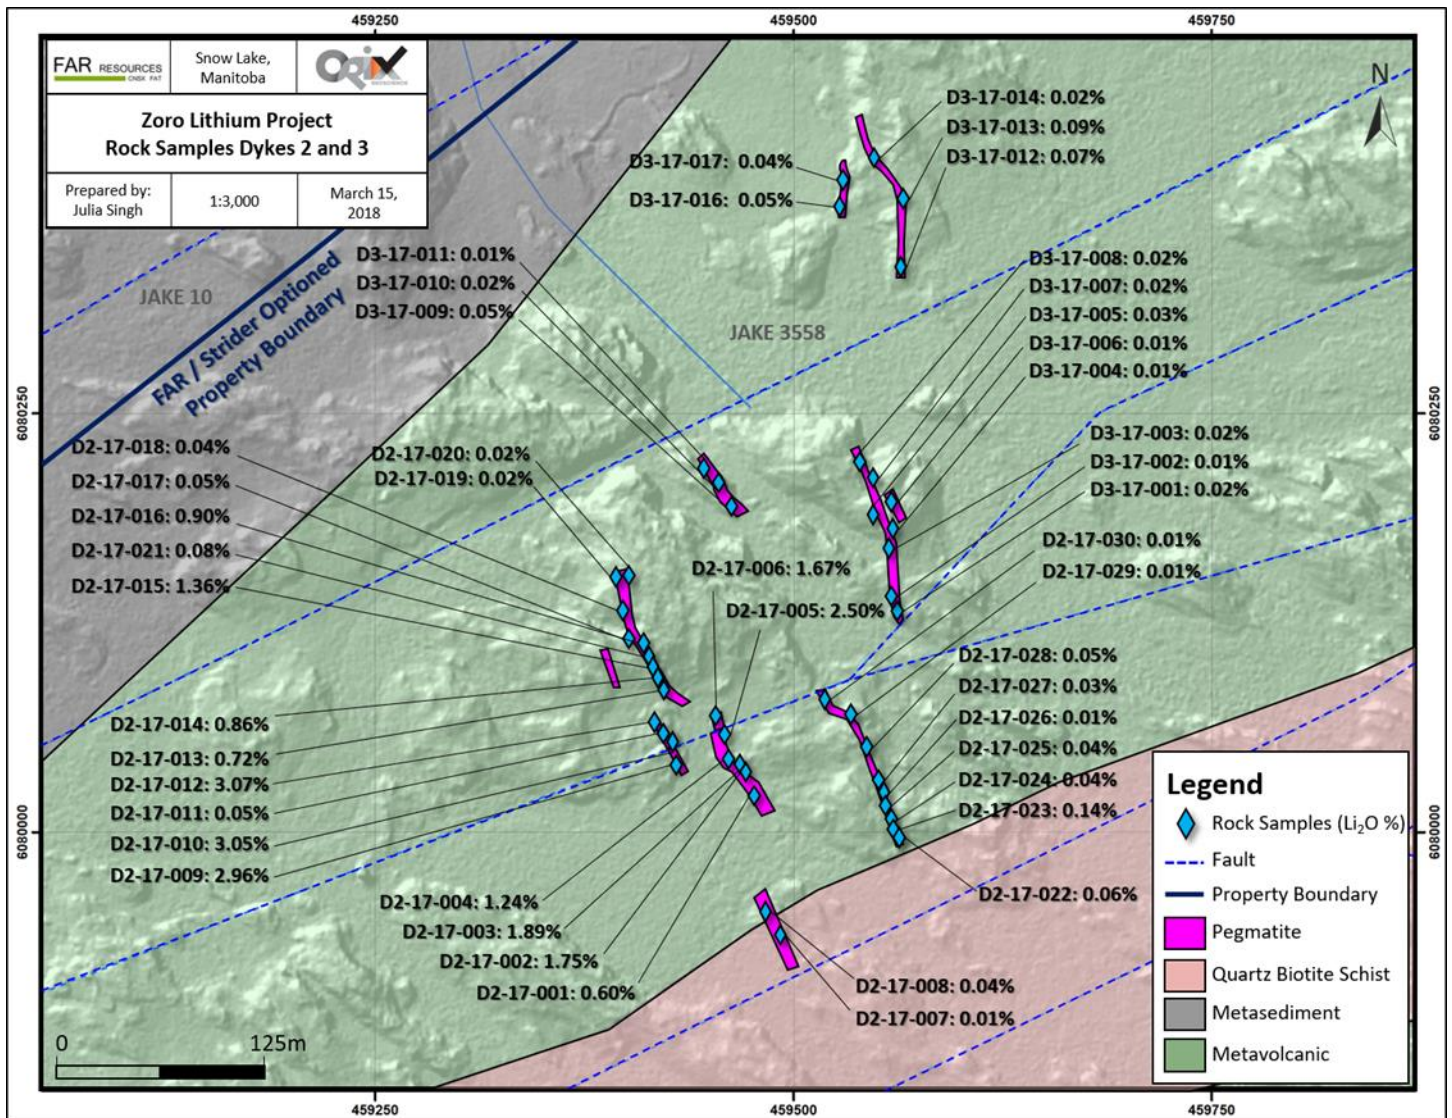 459250
459500
459750
FAR RESOURCES
CNSX FAT
Snow Lake,
Manitoba
Orix
GEOSCIENCE
Zoro Lithium Project
Rock Samples Dykes 2 and 3
Prepared by:
Julia Singh
1:3,000
March 15,
2018
N
D3-17-014: 0.02%
D3-17-013: 0.09%
D3-17-012: 0.07%
D3-17-017: 0.04%
D3-17-016: 0.05%
D3-17-011: 0.01%
D3-17-010: 0.02%
D3-17-009: 0.05%
D3-17-008: 0.02%
D3-17-007: 0.02%
D3-17-005: 0.03%
D3-17-006: 0.01%
D3-17-004: 0.01%
JAKE 10
FAR / Strider Optioned
Property Boundary
JAKE 3558
6080250
6080250
D3-17-003: 0.02%
D3-17-002: 0.01%
D3-17-001: 0.02%
D2-17-018: 0.04%
D2-17-017: 0.05%
D2-17-016: 0.90%
D2-17-021: 0.08%
D2-17-015: 1.36%
D2-17-020: 0.02%
D2-17-019: 0.02%
D2-17-030: 0.01%
D2-17-029: 0.01%
D2-17-006: 1.67%
D2-17-005: 2.50%
D2-17-028: 0.05%
D2-17-027: 0.03%
D2-17-026: 0.01%
D2-17-025: 0.04%
D2-17-024: 0.04%
D2-17-023: 0.14%
D2-17-014: 0.86%
D2-17-013: 0.72%
D2-17-012: 3.07%
D2-17-011: 0.05%
D2-17-010: 3.05%
D2-17-009: 2.96%
6080000
6080000
D2-17-022: 0.06%
D2-17-004: 1.24%
D2-17-003: 1.89%
D2-17-002: 1.75%
D2-17-001: 0.60%
D2-17-008: 0.04%
D2-17-007: 0.01%
Legend
Rock Samples (Li₂O %)
Fault
Property Boundary
Pegmatite
Quartz Biotite Schist
Metasediment
Metavolcanic
0 125m
459250
459500
459750